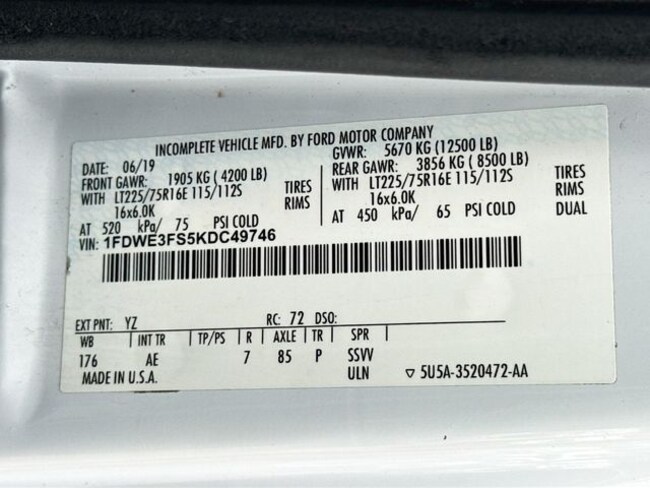 INCOMPLETE VEHICLE MFD. BY FORD MOTOR COMPANY
DATE: 06/19 GVWR: 5670 KG (12500 LB)
FRONT GAWR: 1905 KG (4200 LB) REAR GAWR: 3856 KG (8500 LB)
WITH LT225/75R16E 115/112S TIRES WITH LT225/75R16E 115/112S TIRES
16x6.0K RIMS 16x6.0K RIMS
AT 520 kPa/ 75 PSI COLD AT 450 kPa/ 65 PSI COLD DUAL
VIN: 1FDWE3FS5KDC49746
EXT PNT: YZ RC: 72 DSO:
WB | INT TR | TP/PS | R | AXLE | TR | SPR |
176 AE 7 85 P SSVV
MADE IN U.S.A. ULN ▽ 5U5A-3520472-AA